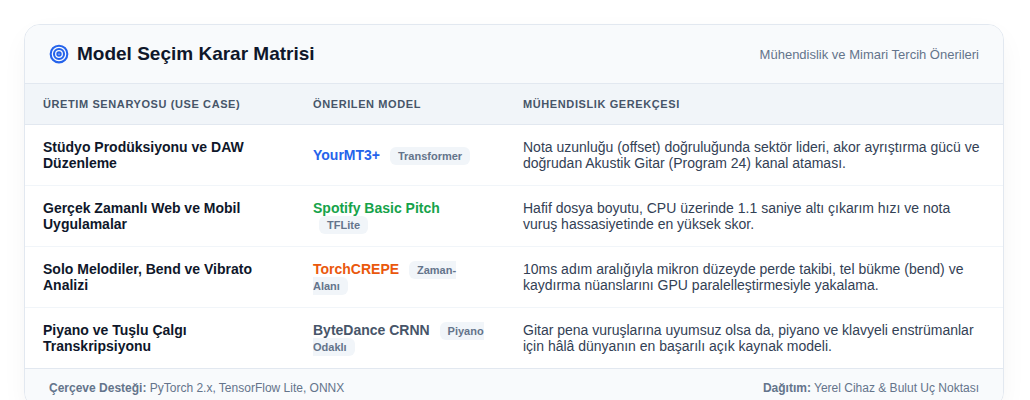 Model Seçim Karar Matrisi
Mühendislik ve Mimari Tercih Önerileri
ÜRETIM SENARYOSU (USE CASE)
ÖNERILEN MODEL
MÜHENDISLIK GEREKÇESI
Stüdyo Prodüksiyonu ve DAW
Düzenleme
YourMT3+ Transformer
Nota uzunluğu (offset) doğruluğunda sektör lideri, akor ayrıştırma gücü ve
doğrudan Akustik Gitar (Program 24) kanal ataması.
Gerçek Zamanlı Web ve Mobil
Uygulamalar
Spotify Basic Pitch
TFLite
Hafif dosya boyutu, CPU üzerinde 1.1 saniye altı çıkarım hızı ve nota
vuruş hassasiyetinde en yüksek skor.
Solo Melodiler, Bend ve Vibrato
Analizi
TorchCREPE Zaman-
Alanı
10ms adım aralığıyla mikron düzeyde perde takibi, tel bükme (bend) ve
kaydırma nüanslarını GPU paralelleştirmesiyle yakalama.
Piyano ve Tuşlu Çalgı
Transkripsiyonu
ByteDance CRNN Piyano
Odaklı
Gitar pena vuruşlarına uyumsuz olsa da, piyano ve klavyeli enstrümanlar
için hâlâ dünyanın en başarılı açık kaynak modeli.
Çerçeve Desteği: PyTorch 2.x, TensorFlow Lite, ONNX
Dağıtım: Yerel Cihaz & Bulut Uç Noktası